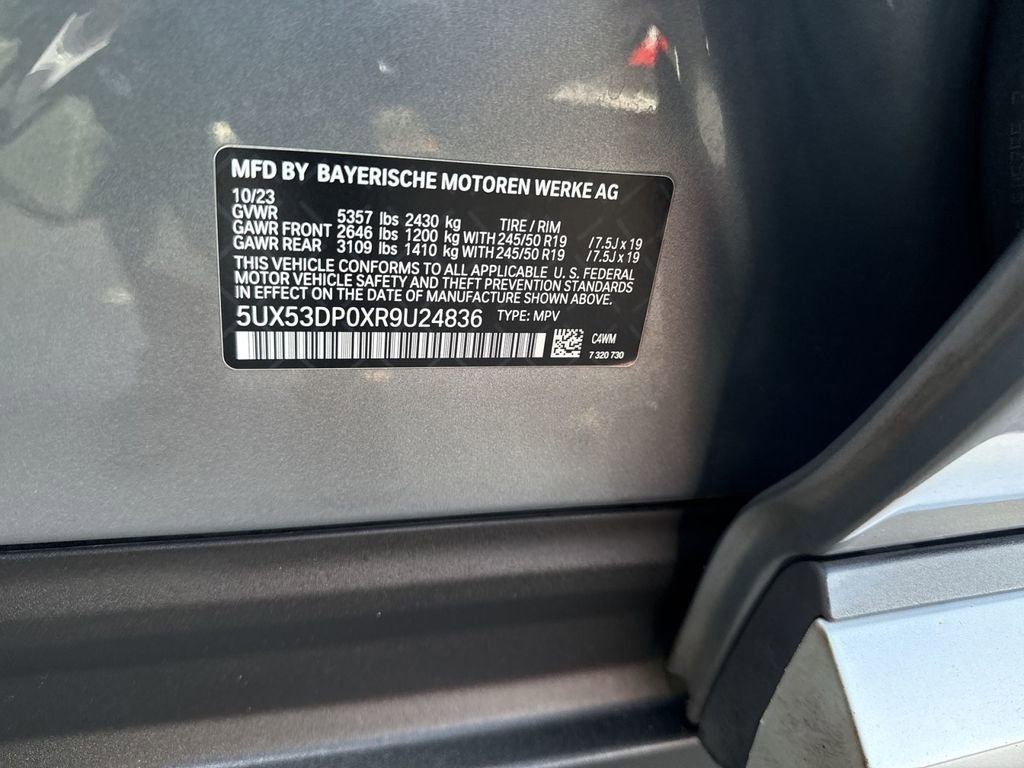 MFD BY BAYERISCHE MOTOREN WERKE AG
10/23
GVWR 5357 lbs 2430 kg TIRE / RIM
GAWR FRONT 2646 lbs 1200 kg WITH 245/50 R19 /7.5J x 19
GAWR REAR 3109 lbs 1410 kg WITH 245/50 R19 /7.5J x 19
THIS VEHICLE CONFORMS TO ALL APPLICABLE U. S. FEDERAL
MOTOR VEHICLE SAFETY AND THEFT PREVENTION STANDARDS
IN EFFECT ON THE DATE OF MANUFACTURE SHOWN ABOVE.
5UX53DP0XR9U24836 TYPE: MPV
C4WM
7 320 730